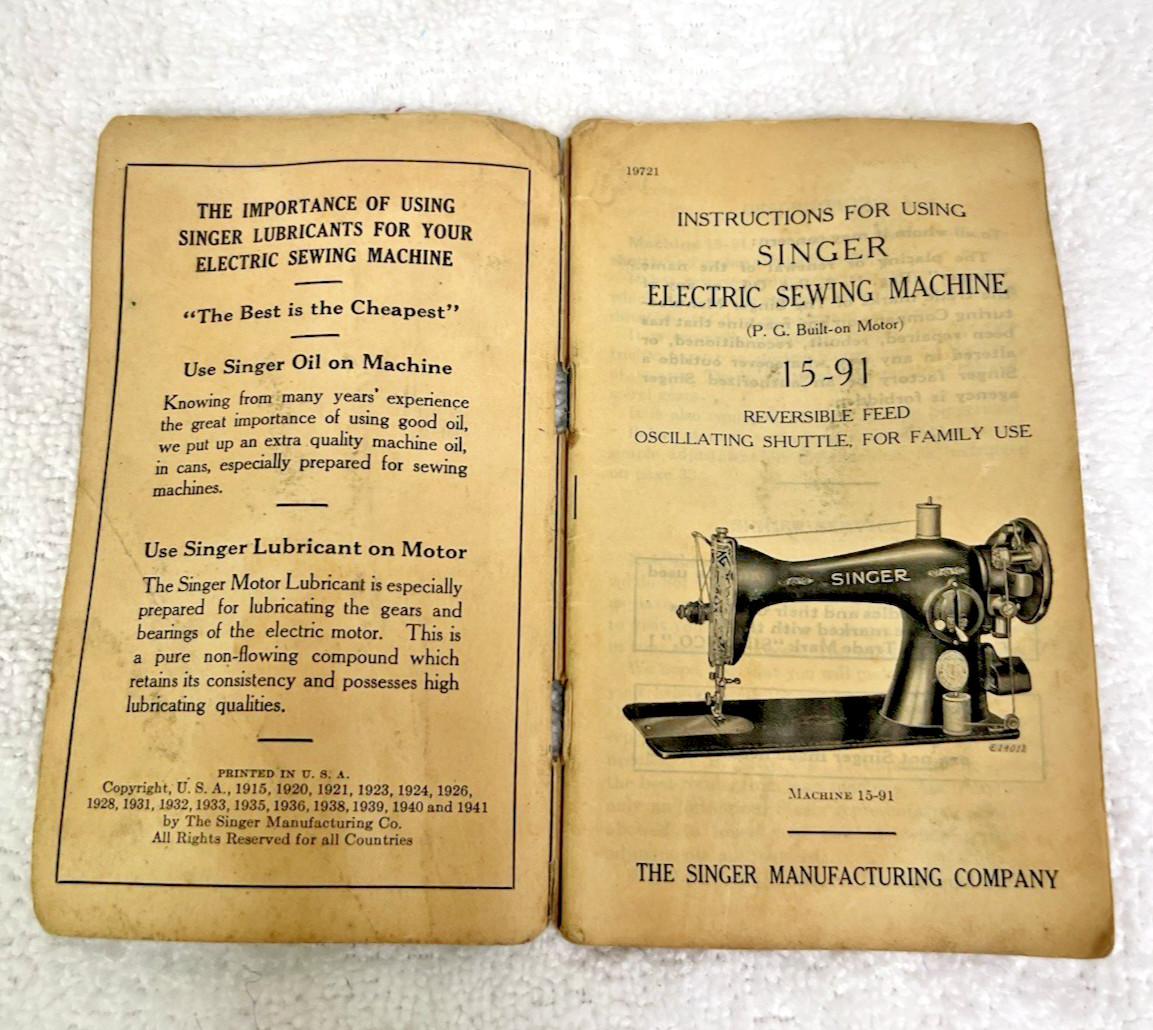 THE IMPORTANCE OF USING
SINGER LUBRICANTS FOR YOUR
ELECTRIC SEWING MACHINE
"The Best is the Cheapest"
Use Singer Oil on Machine
Knowing from many years' experience
the great importance of using good oil,
we put up an extra quality machine oil,
in cans, especially prepared for sewing
machines.
Use Singer Lubricant on Motor
The Singer Motor Lubricant is especially
prepared for lubricating the gears and
bearings of the electric motor. This is
a pure non-flowing compound which
retains its consistency and possesses high
lubricating qualities.
PRINTED IN U. S. A.
Copyright, U. S. A., 1915, 1920, 1921, 1923, 1924, 1926,
1928, 1931, 1932, 1933, 1935, 1936, 1938, 1939, 1940 and 1941
by The Singer Manufacturing Co.
All Rights Reserved for all Countries
19721
INSTRUCTIONS FOR USING
SINGER
ELECTRIC SEWING MACHINE
(P. G. Built-on Motor)
15-91
REVERSIBLE FEED
OSCILLATING SHUTTLE, FOR FAMILY USE
SINGER
MACHINE 15-91
THE SINGER MANUFACTURING COMPANY